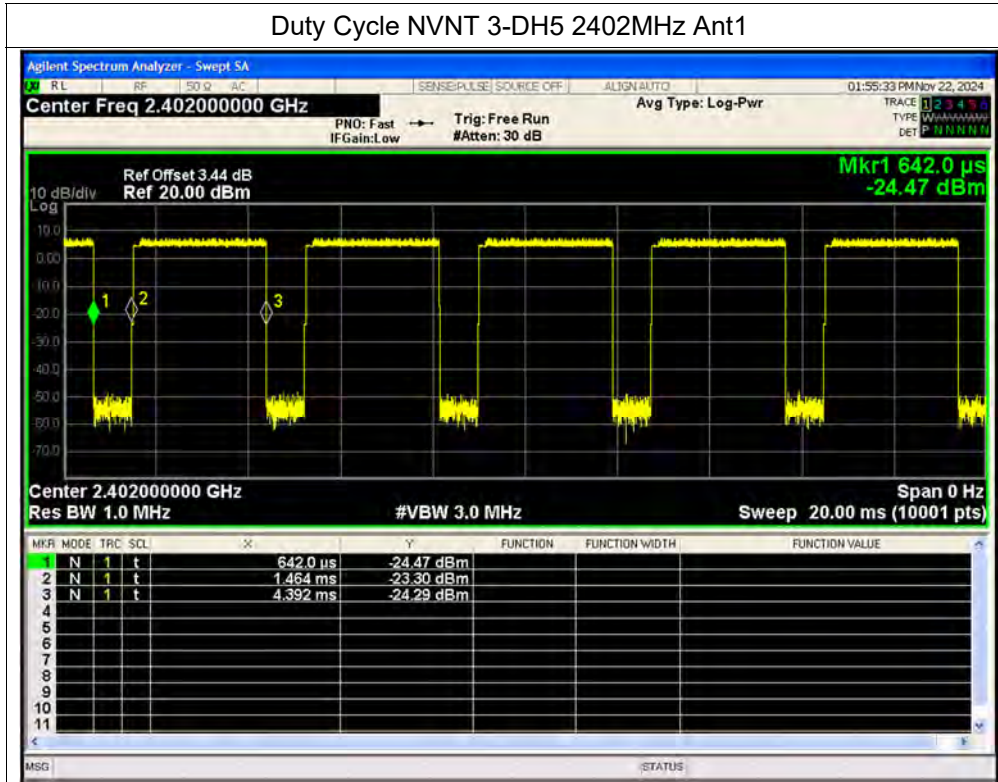 Duty Cycle NVNT 3-DH5 2402MHz Ant1
Agilent Spectrum Analyzer - Swept SA
LXI RL RF 50 Ω AC SENSE:PULSE SOURCE OFF ALIGN AUTO 01:55:33 PM Nov 22, 2024
Center Freq 2.402000000 GHz Avg Type: Log-Pwr TRACE 1 2 3 4 5 6
PNO: Fast Trig: Free Run TYPE W
IFGain:Low #Atten: 30 dB DET P N N N N N
Mkr1 642.0 µs
Ref Offset 3.44 dB
10 dB/div Ref 20.00 dBm -24.47 dBm
Log
10.0
0.00
-10.0
1 2 3
-20.0
-30.0
-40.0
-50.0
-60.0
-70.0
Center 2.402000000 GHz Span 0 Hz
Res BW 1.0 MHz #VBW 3.0 MHz Sweep 20.00 ms (10001 pts)
MKR MODE TRC SCL X Y FUNCTION FUNCTION WIDTH FUNCTION VALUE
1 N 1 t 642.0 µs -24.47 dBm
2 N 1 t 1.464 ms -23.30 dBm
3 N 1 t 4.392 ms -24.29 dBm
4
5
6
7
8
9
10
11
MSG STATUS